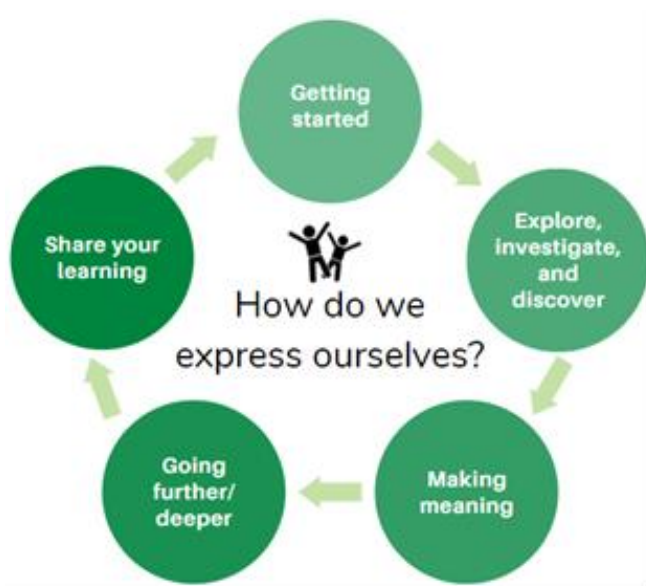 Getting
started
Explore,
investigate,
and
discover
Making
meaning
Going
further/
deeper
Share your
learning
How do we
express ourselves?